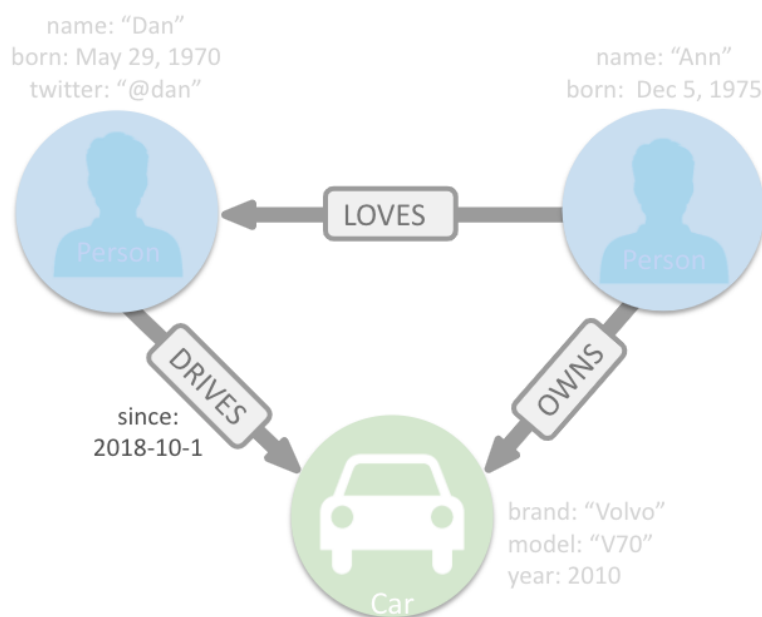 name: “Dan”
born: May 29, 1970
twitter: “@dan”
name: “Ann”
born:  Dec 5, 1975
Person
LOVES
Person
DRIVES
OWNS
since:
2018-10-1
brand: “Volvo”
model: “V70”
year: 2010
Car